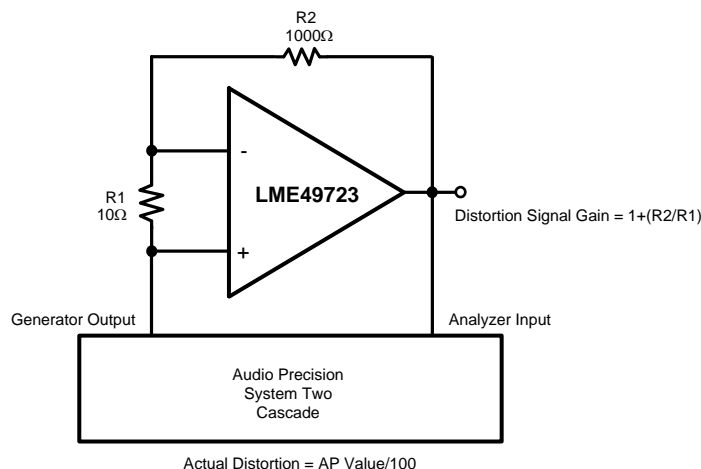 R2
1000Ω
-
R1
10Ω
LME49723
+
Distortion Signal Gain = 1+(R2/R1)
Generator Output
Analyzer Input
Audio Precision
System Two
Cascade
Actual Distortion = AP Value/100